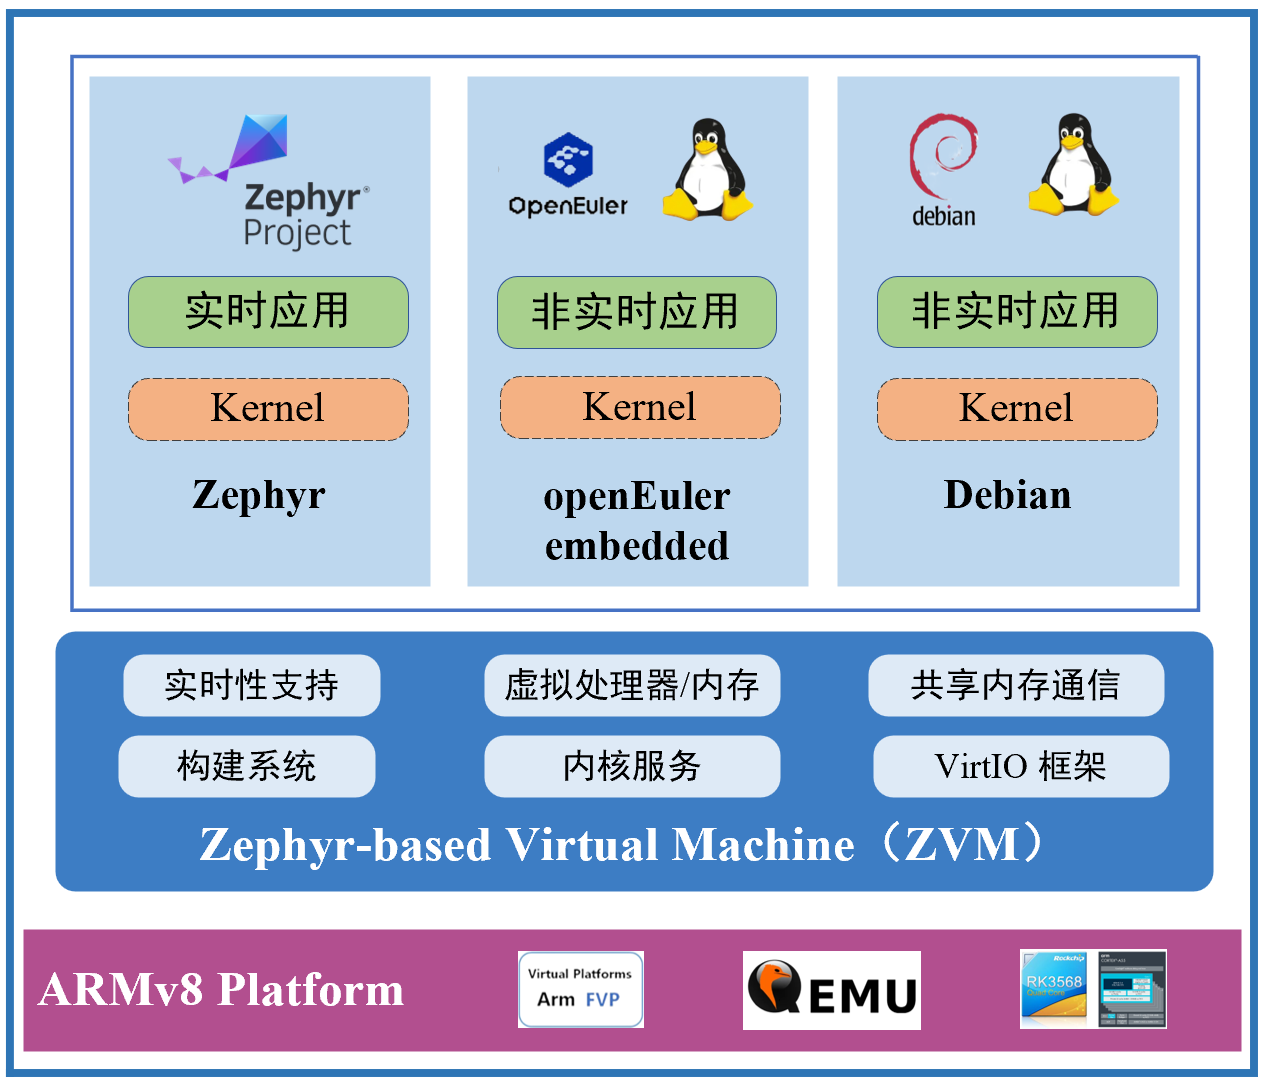 Zephyr®
Project
OpenEuler
debian
实时应用
非实时应用
非实时应用
Kernel
Kernel
Kernel
Zephyr
openEuler
embedded
Debian
实时性支持
虚拟处理器/内存
共享内存通信
构建系统
内核服务
VirtIO 框架
Zephyr-based Virtual Machine（ZVM）
ARMv8 Platform
Virtual Platforms
Arm FVP
QEMU
Rockchip
RK3568
Quad Core